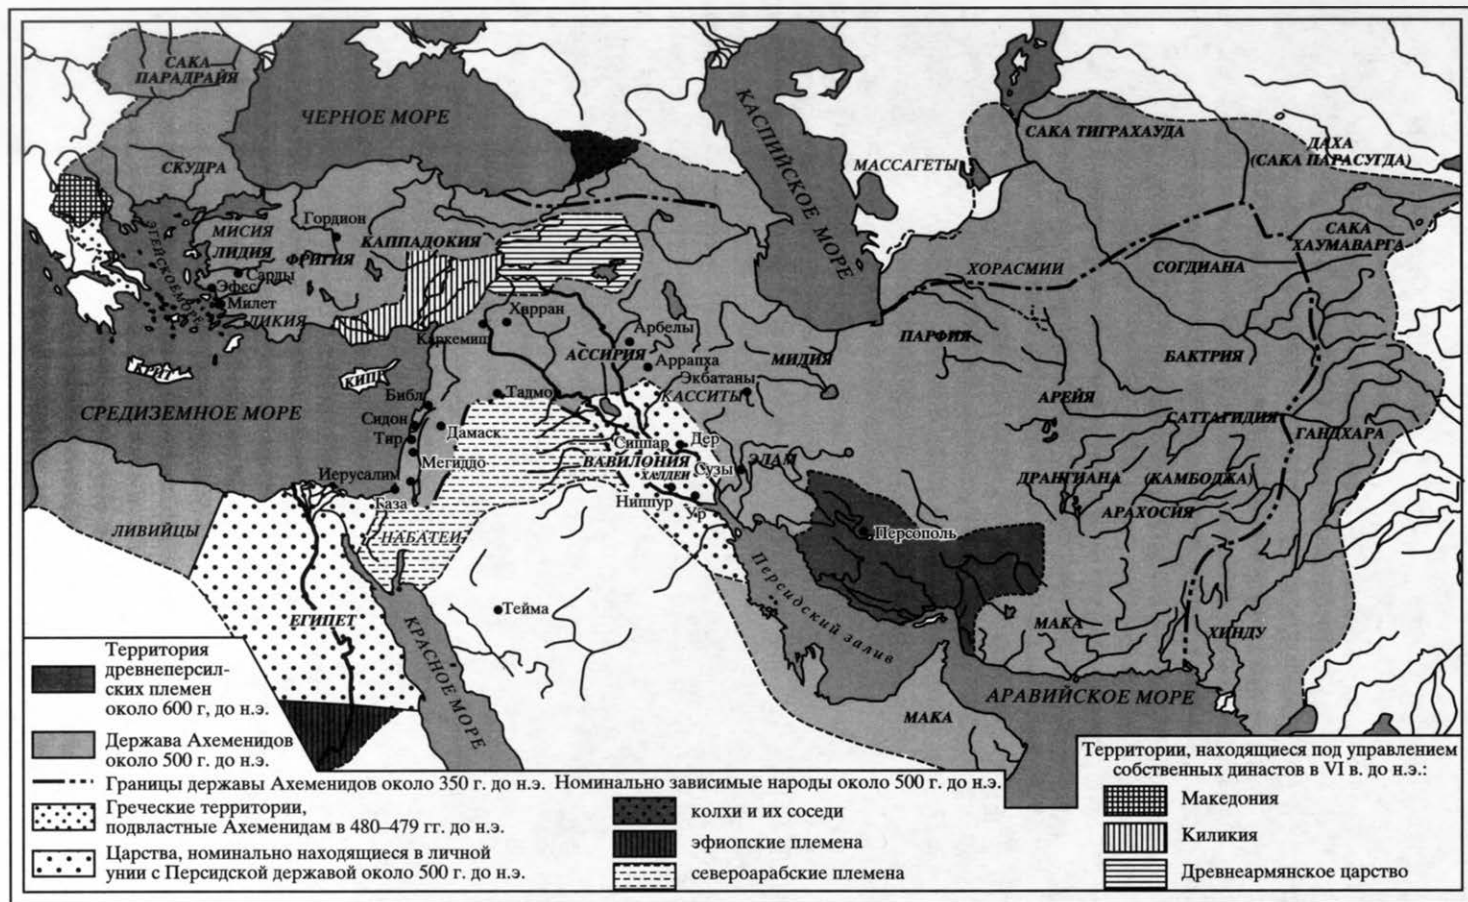 САКА
ПАРАДРАЙЯ
ЧЕРНОЕ МОРЕ
КАСПИЙСКОЕ МОРЕ
САКА ТИГРАХАУДА
ДАХА
(САКА ПАРАСУГДА)
МАССАГЕТЫ
СКУДРА
ЭГЕЙСКОЕ МОРЕ
МИСИЯ
ЛИДИЯ
Гордион
ФРИГИЯ
КАППАДОКИЯ
Сарды
Эфес
Милет
ЛИКИЯ
ХОРАСМИИ
СОГДИАНА
САКА
ХАУМАВАРГА
Харран
Каркемиш
Арбелы
АССИРИЯ
Аррапха
МИДИЯ
ПАРФИЯ
БАКТРИЯ
КРИТ
КИПР
Экбатаны
КАССИТЫ
Библ
Тадмор
АРЕЙЯ
СРЕДИЗЕМНОЕ МОРЕ
Сидон
Тир
Дамаск
САТТАГИДИЯ
ГАНДХАРА
Сиппар
Дер
ВАВИЛОНИЯ
ХАЛДЕИ
Сузы
ЭЛАМ
Мегиддо
Иерусалим
Газа
Ниппур
Ур
ДРАНГИАНА
(КАМБОДЖА)
АРАХОСИЯ
ЛИВИЙЦЫ
НАБАТЕИ
Персополь
Персидский залив
Тейма
ЕГИПЕТ
КРАСНОЕ МОРЕ
МАКА
ХИНДУ
АРАВИЙСКОЕ МОРЕ
МАКА
Территория
древнеперсил-
ских племен
около 600 г, до н.э.
Держава Ахеменидов
около 500 г. до н.э.
Границы державы Ахеменидов около 350 г. до н.э.
Греческие территории,
подвластные Ахеменидам в 480–479 гг. до н.э.
Царства, номинально находящиеся в личной
унии с Персидской державой около 500 г. до н.э.
Номинально зависимые народы около 500 г. до н.э.
колхи и их соседи
эфиопские племена
североарабские племена
Территории, находящиеся под управлением
собственных династов в VI в. до н.э.:
Македония
Киликия
Древнеармянское царство